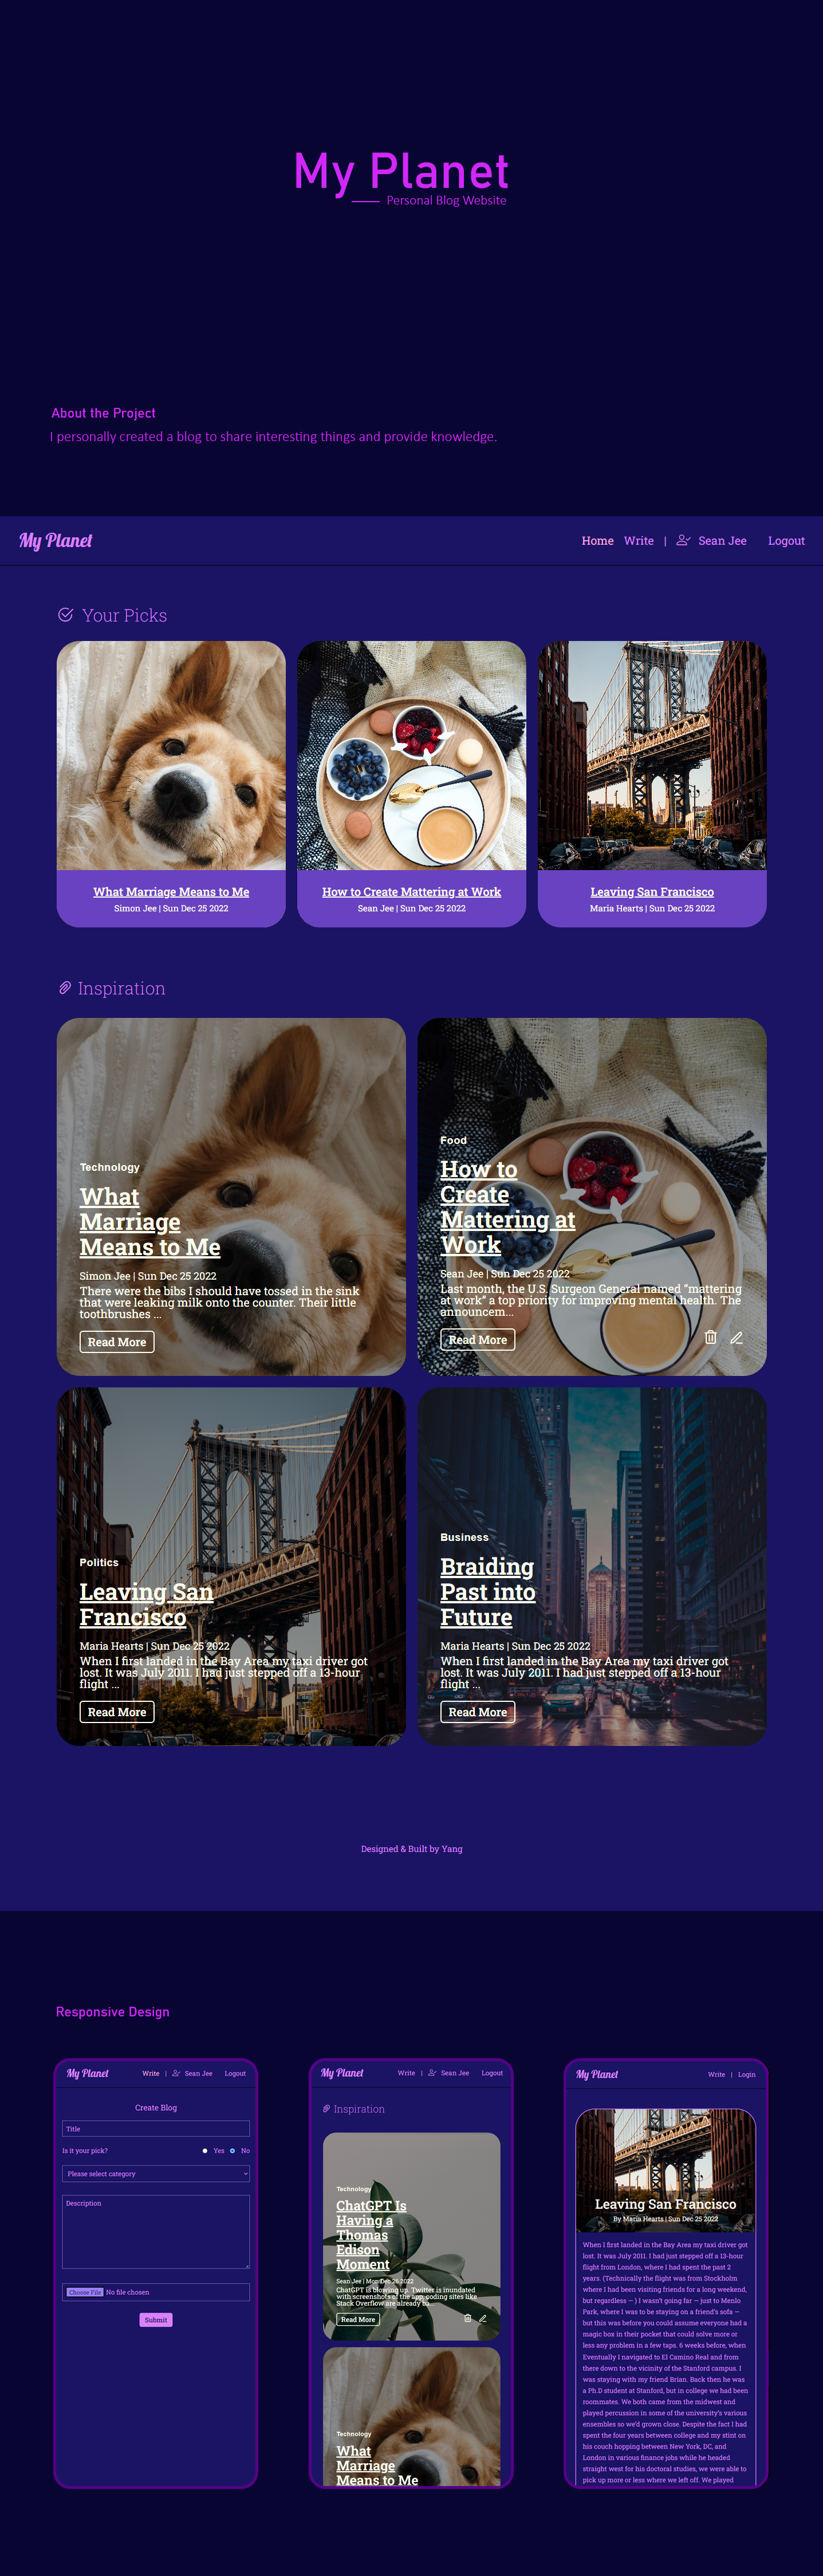 My Planet
Personal Blog Website
About the Project
I personally created a blog to share interesting things and provide knowledge.
My Planet
Home Write | Sean Jee Logout
Your Picks
What Marriage Means to Me
Simon Jee | Sun Dec 25 2022
How to Create Mattering at Work
Sean Jee | Sun Dec 25 2022
Leaving San Francisco
Maria Hearts | Sun Dec 25 2022
Inspiration
Technology
What
Marriage
Means to Me
Simon Jee | Sun Dec 25 2022
There were the bibs I should have tossed in the sink
that were leaking milk onto the counter. Their little
toothbrushes ...
Read More
Food
How to
Create
Mattering at
Work
Sean Jee | Sun Dec 25 2022
Last month, the U.S. Surgeon General named "mattering
at work" a top priority for improving mental health. The
announcem...
Read More
Politics
Leaving San
Francisco
Maria Hearts | Sun Dec 25 2022
When I first landed in the Bay Area my taxi driver got
lost. It was July 2011. I had just stepped off a 13-hour
flight ...
Read More
Business
Braiding
Past into
Future
Maria Hearts | Sun Dec 25 2022
When I first landed in the Bay Area my taxi driver got
lost. It was July 2011. I had just stepped off a 13-hour
flight ...
Read More
Designed & Built by Yang
Responsive Design
My Planet Write | Sean Jee Logout
Create Blog
Title
Is it your pick? Yes No
Please select category
Description
Choose File No file chosen
Submit
My Planet Write | Sean Jee Logout
Inspiration
Technology
ChatGPT Is
Having a
Thomas
Edison
Moment
Sean Jee | Mon Dec 26 2022
ChatGPT is blowing up. Twitter is inundated
with screenshots of the app, coding sites like
Stack Overflow are already fo...
Read More
Technology
What
Marriage
Means to Me
My Planet Write | Login
Leaving San Francisco
By Maria Hearts | Sun Dec 25 2022
When I first landed in the Bay Area my taxi driver got
lost. It was July 2011. I had just stepped off a 13-hour
flight from London, where I had spent the past 2
years. (Technically the flight was from Stockholm
where I had been visiting friends for a long weekend,
but regardless — ) I wasn't going far — just to Menlo
Park, where I was to be staying on a friend's sofa —
but this was before you could assume everyone had a
magic box in their pocket that could solve more or
less any problem in a few taps. 6 weeks before, when
Eventually I navigated to El Camino Real and from
there down to the vicinity of the Stanford campus. I
was staying with my friend Brian. Back then he was
a Ph.D student at Stanford, but in college we had been
roommates. We both came from the midwest and
played percussion in some of the university's various
ensembles so we'd grown close. Despite the fact I had
spent the four years between college and my stint on
his couch hopping between New York, DC, and
London in various finance jobs while he headed
straight west for his doctoral studies, we were able to
pick up more or less where we left off. We played